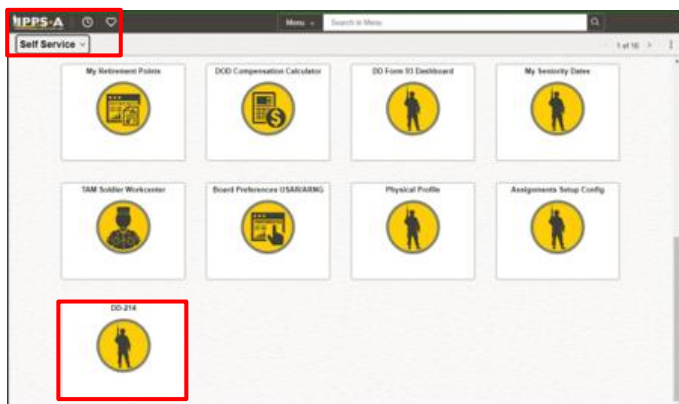 IPPS-A
Menu
Search in Menu
Self Service
1 of 16
My Retirement Points
DOD Compensation Calculator
DD Form 93 Dashboard
My Seniority Dates
TAM Soldier Workcenter
Board Preferences USAR/ARNG
Physical Profile
Assignments Setup Config
DD-214